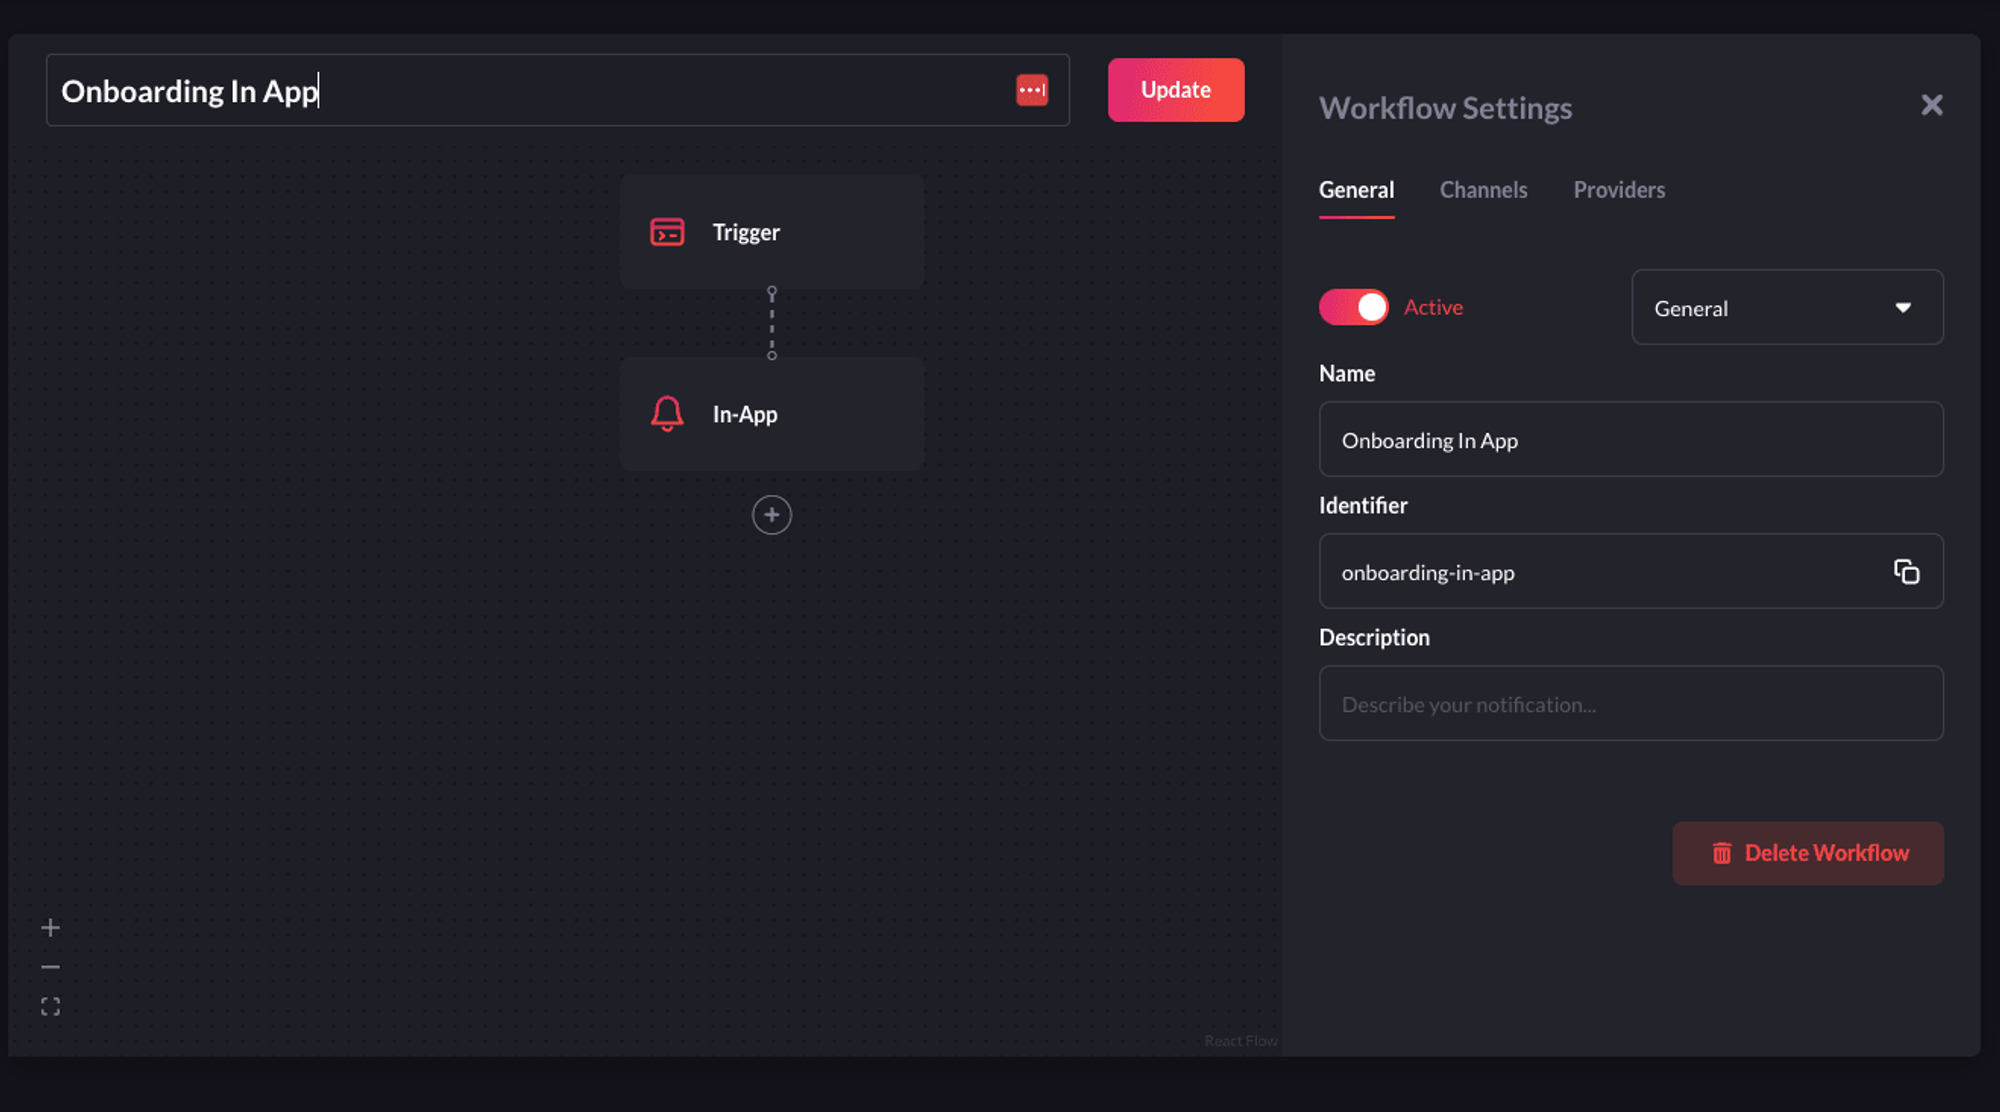 Onboarding In App
Update
Trigger
In-App
React Flow
Workflow Settings
General Channels Providers
Active
General
Name
Onboarding In App
Identifier
onboarding-in-app
Description
Describe your notification...
Delete Workflow